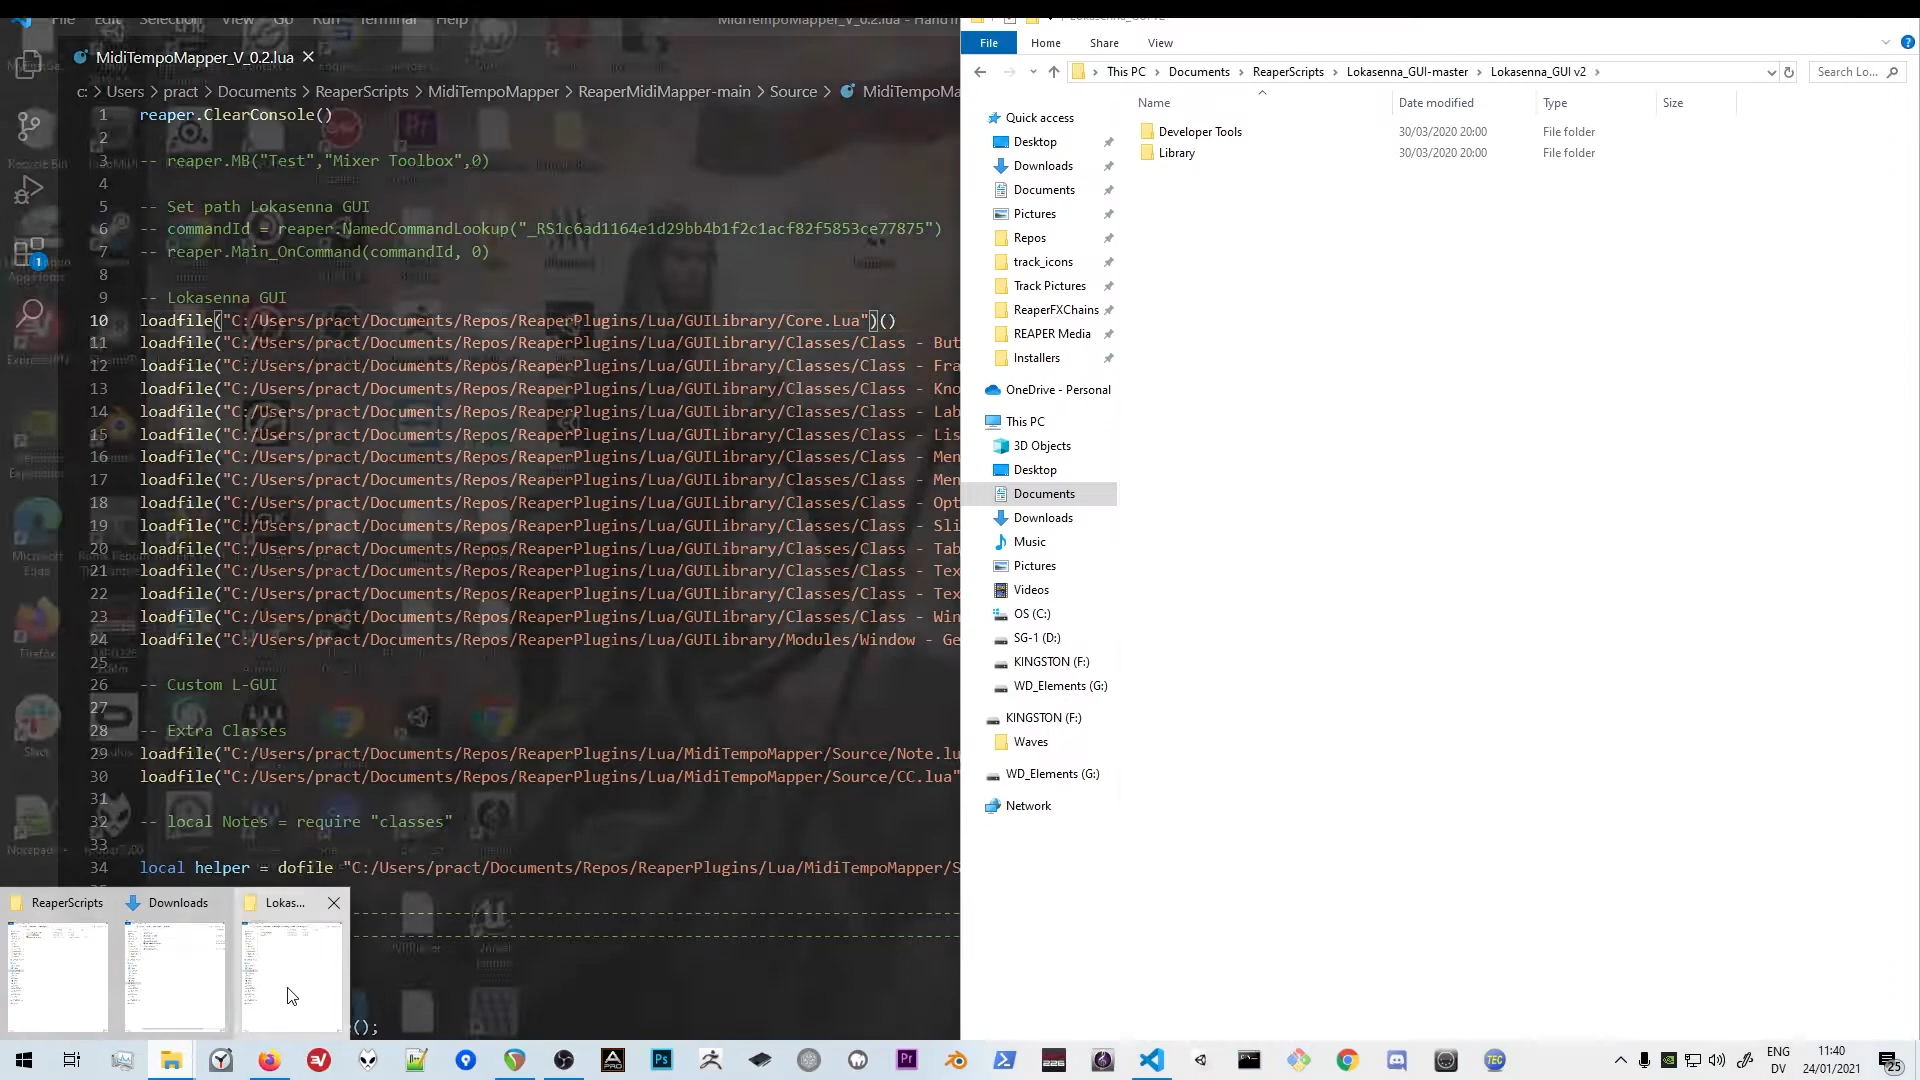 File Edit Selection View Go Run Terminal Help
MidiTempoMapper_V_0.2.lua
c: > Users > pract > Documents > ReaperScripts > MidiTempoMapper > ReaperMidiMapper-main > Source > MidiTempoMa
1 reaper.ClearConsole()
2
3 -- reaper.MB("Test","Mixer Toolbox",0)
4
5 -- Set path Lokasenna GUI
6 -- commandId = reaper.NamedCommandLookup("_RS1c6ad1164e1d29bb4b1f2c1acf82f5853ce77875")
7 -- reaper.Main_OnCommand(commandId, 0)
8
9 -- Lokasenna GUI
10 loadfile("C:/Users/pract/Documents/Repos/ReaperPlugins/Lua/GUILibrary/Core.Lua")()
11 loadfile("C:/Users/pract/Documents/Repos/ReaperPlugins/Lua/GUILibrary/Classes/Class - But
12 loadfile("C:/Users/pract/Documents/Repos/ReaperPlugins/Lua/GUILibrary/Classes/Class - Fra
13 loadfile("C:/Users/pract/Documents/Repos/ReaperPlugins/Lua/GUILibrary/Classes/Class - Kno
14 loadfile("C:/Users/pract/Documents/Repos/ReaperPlugins/Lua/GUILibrary/Classes/Class - Lab
15 loadfile("C:/Users/pract/Documents/Repos/ReaperPlugins/Lua/GUILibrary/Classes/Class - Lis
16 loadfile("C:/Users/pract/Documents/Repos/ReaperPlugins/Lua/GUILibrary/Classes/Class - Men
17 loadfile("C:/Users/pract/Documents/Repos/ReaperPlugins/Lua/GUILibrary/Classes/Class - Men
18 loadfile("C:/Users/pract/Documents/Repos/ReaperPlugins/Lua/GUILibrary/Classes/Class - Opt
19 loadfile("C:/Users/pract/Documents/Repos/ReaperPlugins/Lua/GUILibrary/Classes/Class - Sli
20 loadfile("C:/Users/pract/Documents/Repos/ReaperPlugins/Lua/GUILibrary/Classes/Class - Tab
21 loadfile("C:/Users/pract/Documents/Repos/ReaperPlugins/Lua/GUILibrary/Classes/Class - Tex
22 loadfile("C:/Users/pract/Documents/Repos/ReaperPlugins/Lua/GUILibrary/Classes/Class - Tex
23 loadfile("C:/Users/pract/Documents/Repos/ReaperPlugins/Lua/GUILibrary/Classes/Class - Win
24 loadfile("C:/Users/pract/Documents/Repos/ReaperPlugins/Lua/GUILibrary/Modules/Window - Ge
25
26 -- Custom L-GUI
27
28 -- Extra Classes
29 loadfile("C:/Users/pract/Documents/Repos/ReaperPlugins/Lua/MidiTempoMapper/Source/Note.lu
30 loadfile("C:/Users/pract/Documents/Repos/ReaperPlugins/Lua/MidiTempoMapper/Source/CC.lua"
31
32 -- local Notes = require "classes"
33
34 local helper = dofile "C:/Users/pract/Documents/Repos/ReaperPlugins/Lua/MidiTempoMapper/S
();
1
ReaperScripts
Downloads
Lokas...
File Home Share View
This PC > Documents > ReaperScripts > Lokasenna_GUI-master > Lokasenna_GUI v2 >
Search Lo...
Name Date modified Type Size
Developer Tools 30/03/2020 20:00 File folder
Library 30/03/2020 20:00 File folder
Quick access
Desktop
Downloads
Documents
Pictures
Repos
track_icons
Track Pictures
ReaperFXChains
REAPER Media
Installers
OneDrive - Personal
This PC
3D Objects
Desktop
Documents
Downloads
Music
Pictures
Videos
OS (C:)
SG-1 (D:)
KINGSTON (F:)
WD_Elements (G:)
KINGSTON (F:)
Waves
WD_Elements (G:)
Network
ENG
DV
11:40
24/01/2021
25